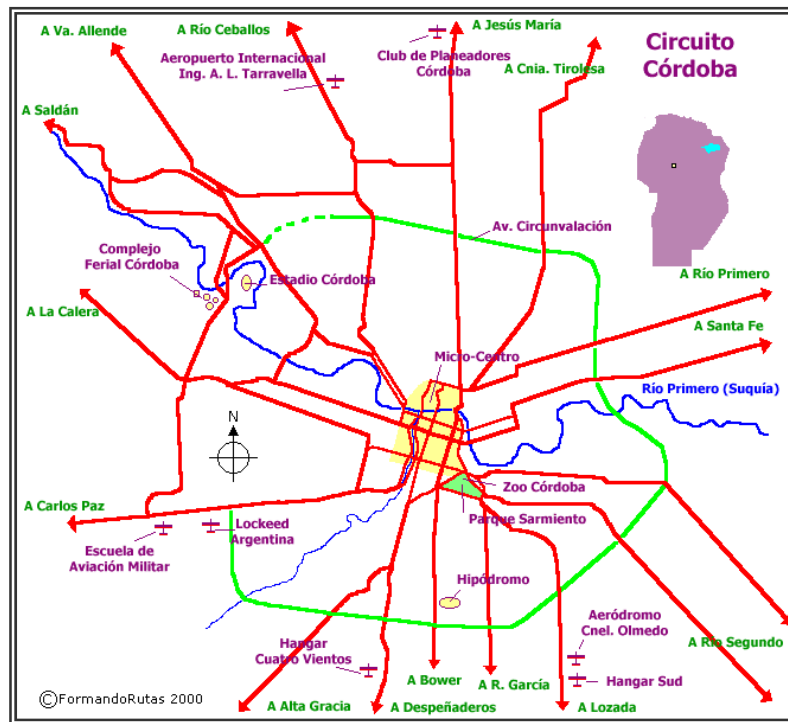 A Va. Allende
A Río Ceballos
A Jesús María
Circuito
Córdoba
Aeropuerto Internacional
Ing. A. L. Tarravella
Club de Planeadores
Córdoba
A Cnia. Tirolesa
A Saldán
Av. Circunvalación
Complejo
Ferial Córdoba
Estadio Córdoba
A Río Primero
A La Calera
A Santa Fe
Micro-Centro
Río Primero (Suquía)
N
Zoo Córdoba
A Carlos Paz
Parque Sarmiento
Lockeed
Argentina
Escuela de
Aviación Militar
Hipódromo
Aeródromo
Cnel. Olmedo
A Río Segundo
Hangar
Cuatro Vientos
A Bower
A R. García
Hangar Sud
©FormandoRutas 2000
A Alta Gracia
A Despeñaderos
A Lozada